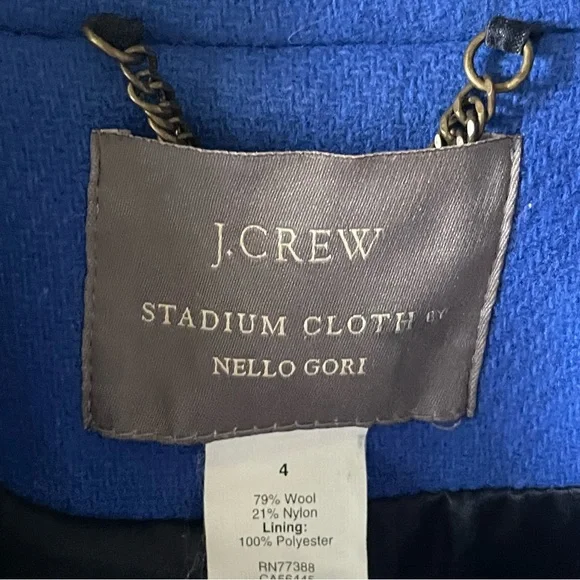 J.CREW
STADIUM CLOTH BY
NELLO GORI
4
79% Wool
21% Nylon
Lining:
100% Polyester
RN77388